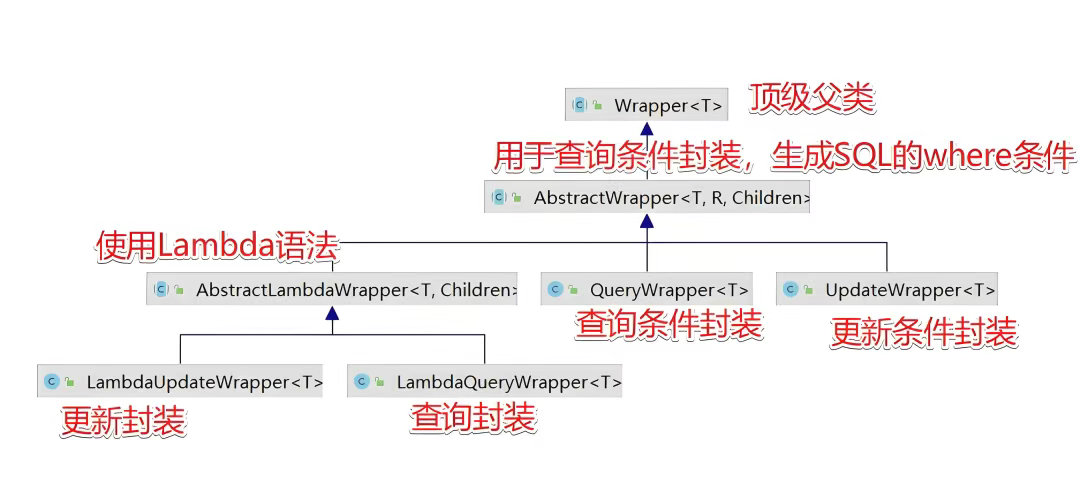 Wrapper<T>
顶级父类
用于查询条件封装，生成SQL的where条件
AbstractWrapper<T, R, Children>
使用Lambda语法
AbstractLambdaWrapper<T, Children>
QueryWrapper<T>
UpdateWrapper<T>
查询条件封装
更新条件封装
LambdaUpdateWrapper<T>
LambdaQueryWrapper<T>
更新封装
查询封装